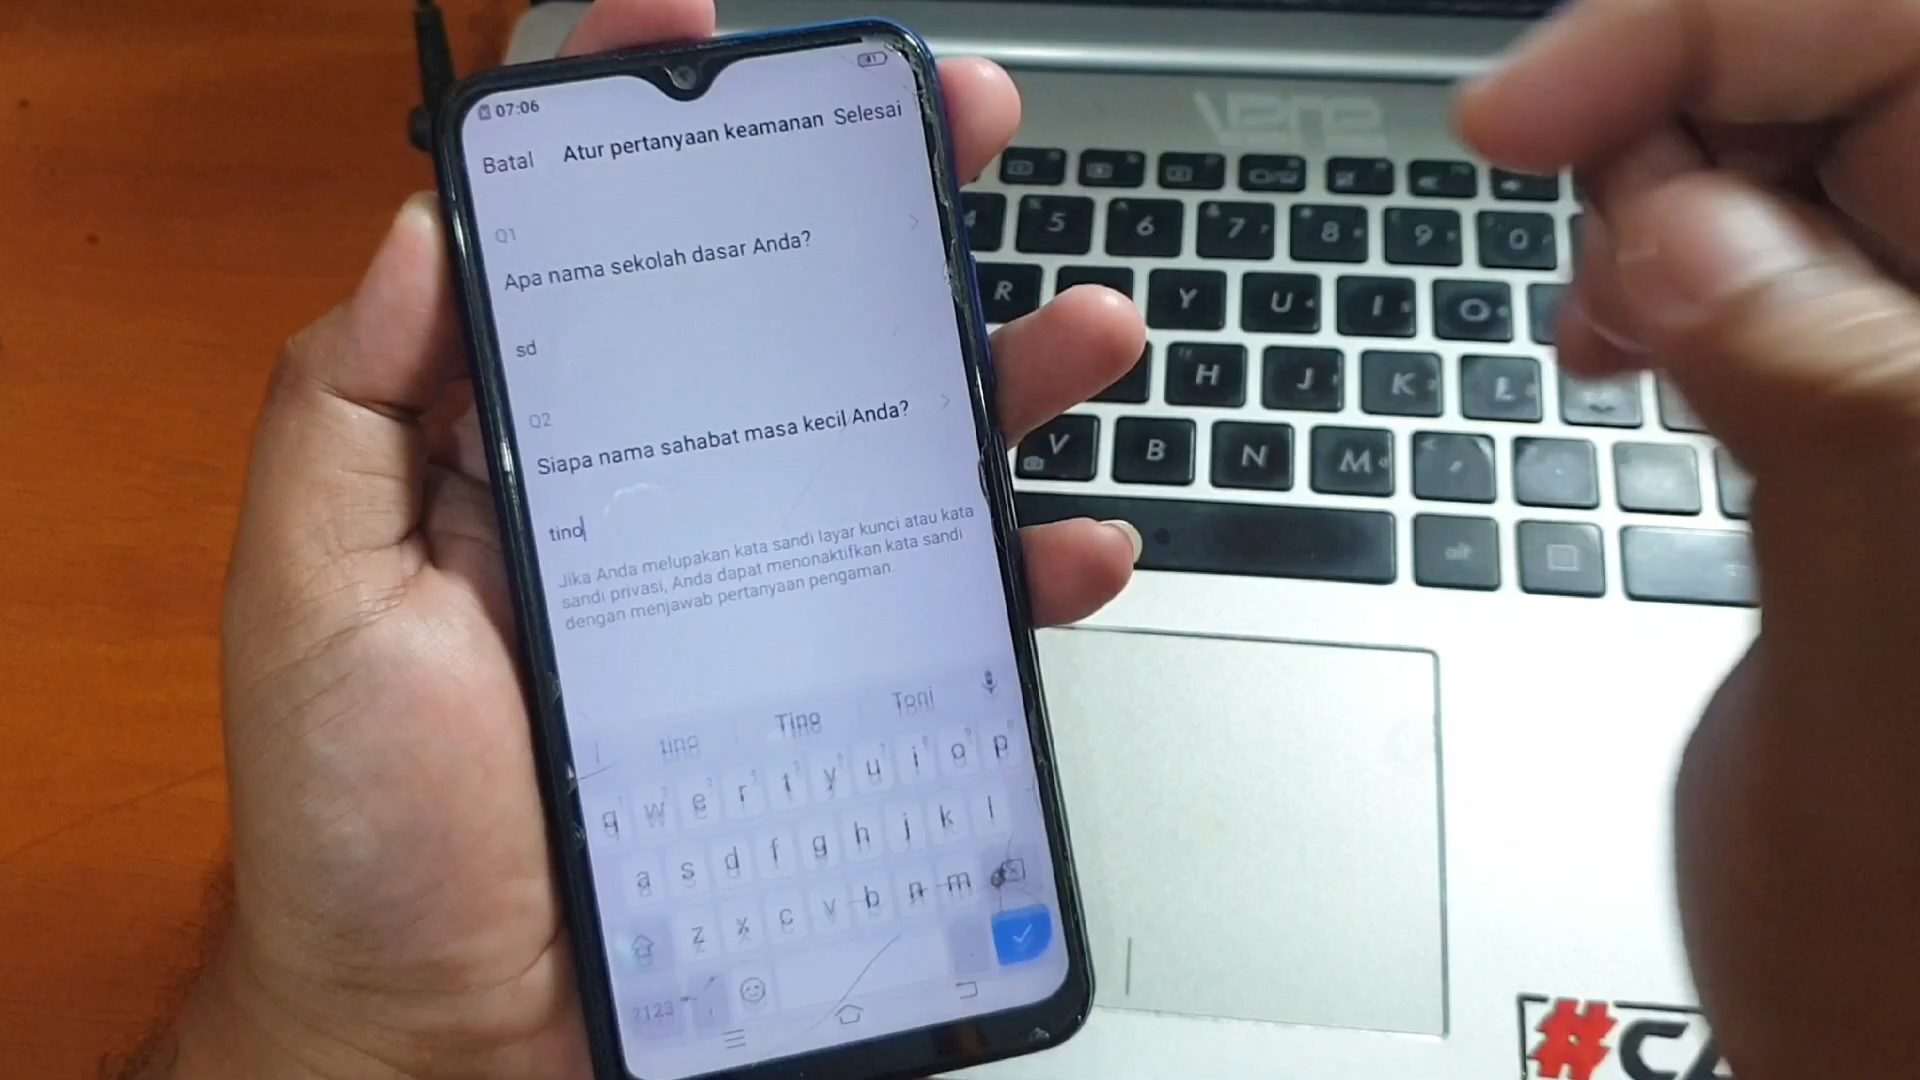 07:06
41
Batal Atur pertanyaan keamanan Selesai
Q1
Apa nama sekolah dasar Anda?
sd
Q2
Siapa nama sahabat masa kecil Anda?
tino
Jika Anda melupakan kata sandi layar kunci atau kata
sandi privasi, Anda dapat menonaktifkan kata sandi
dengan menjawab pertanyaan pengaman.
tino Tino Toni
q w e r t y u i o p
a s d f g h j k l
z x c v b n m
?123
5 6 7 8 9 0
R Y U I O
H J K L
V B N M
alt
#CA